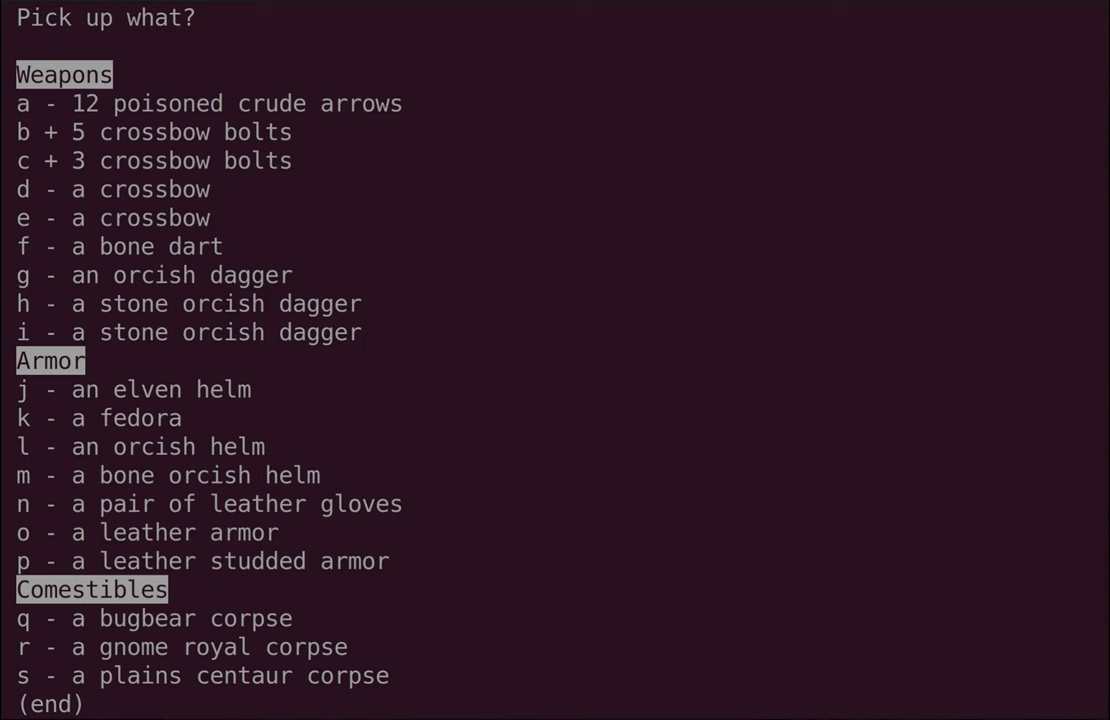 Pick up what?
Weapons
a - 12 poisoned crude arrows
b + 5 crossbow bolts
c + 3 crossbow bolts
d - a crossbow
e - a crossbow
f - a bone dart
g - an orcish dagger
h - a stone orcish dagger
i - a stone orcish dagger
Armor
j - an elven helm
k - a fedora
l - an orcish helm
m - a bone orcish helm
n - a pair of leather gloves
o - a leather armor
p - a leather studded armor
Comestibles
q - a bugbear corpse
r - a gnome royal corpse
s - a plains centaur corpse
(end)